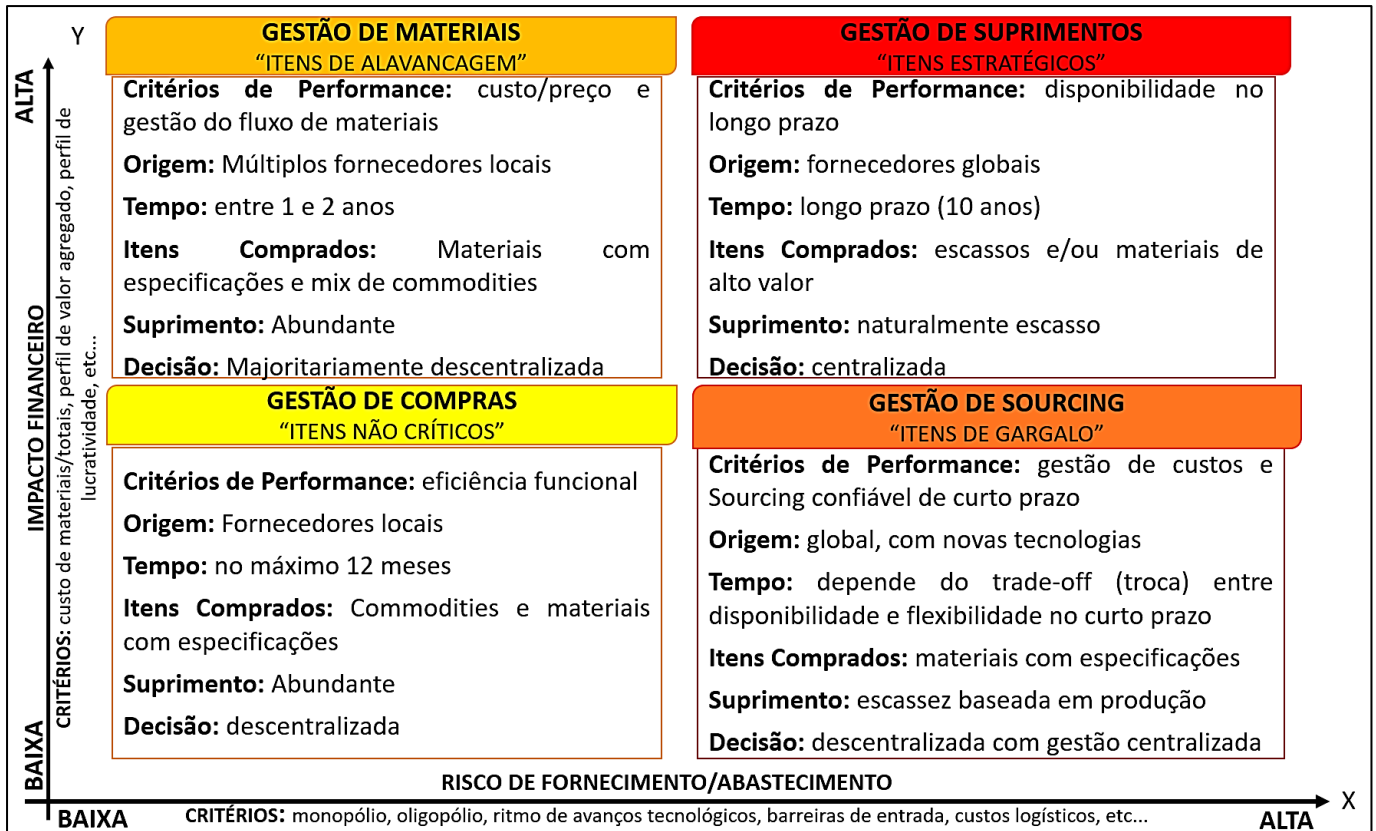 Y
ALTA
IMPACTO FINANCEIRO
BAIXA
CRITÉRIOS: custo de materiais/totais, perfil de valor agregado, perfil de
lucratividade, etc...
GESTÃO DE MATERIAIS
“ITENS DE ALAVANCAGEM”
Critérios de Performance: custo/preço e
gestão do fluxo de materiais
Origem: Múltiplos fornecedores locais
Tempo: entre 1 e 2 anos
Itens Comprados: Materiais com
especificações e mix de commodities
Suprimento: Abundante
Decisão: Majoritariamente descentralizada
GESTÃO DE SUPRIMENTOS
“ITENS ESTRATÉGICOS”
Critérios de Performance: disponibilidade no
longo prazo
Origem: fornecedores globais
Tempo: longo prazo (10 anos)
Itens Comprados: escassos e/ou materiais de
alto valor
Suprimento: naturalmente escasso
Decisão: centralizada
GESTÃO DE COMPRAS
“ITENS NÃO CRÍTICOS”
Critérios de Performance: eficiência funcional
Origem: Fornecedores locais
Tempo: no máximo 12 meses
Itens Comprados: Commodities e materiais
com especificações
Suprimento: Abundante
Decisão: descentralizada
GESTÃO DE SOURCING
“ITENS DE GARGALO”
Critérios de Performance: gestão de custos e
Sourcing confiável de curto prazo
Origem: global, com novas tecnologias
Tempo: depende do trade-off (troca) entre
disponibilidade e flexibilidade no curto prazo
Itens Comprados: materiais com especificações
Suprimento: escassez baseada em produção
Decisão: descentralizada com gestão centralizada
RISCO DE FORNECIMENTO/ABASTECIMENTO
X
BAIXA
CRITÉRIOS: monopólio, oligopólio, ritmo de avanços tecnológicos, barreiras de entrada, custos logísticos, etc...
ALTA